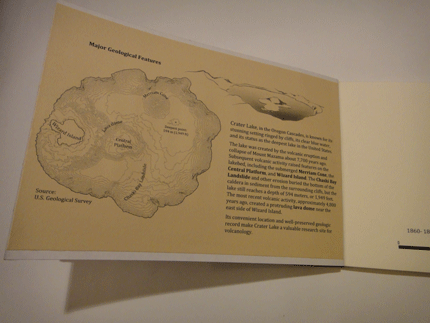 Major Geological Features
Wizard Island
Merriam Cone
Central
Platform
Chaski Bay landslide
Source:
U.S. Geological Survey
Crater Lake, in the Oregon Cascades, is known for its
stunning setting ringed by cliffs, its clear blue water,
and its status as the deepest lake in the United States.
The lake was created by the volcanic eruption and
collapse of Mount Mazama about 7,700 years ago.
Subsequent volcanic activity raised features on the
lakebed, including the submerged Merriam Cone, the
Central Platform, and Wizard Island. The Chaski Bay
Landslide and other erosion buried the bottom of the
caldera in sediment from the surrounding cliffs, but the
lake still reaches a depth of 594 meters, or 1,949 feet.
The most recent volcanic activity, approximately 4,800
years ago, created a protruding lava dome near the
east side of Wizard Island.
Its convenient location and well-preserved geologic
record make Crater Lake a valuable research site for
volcanology.